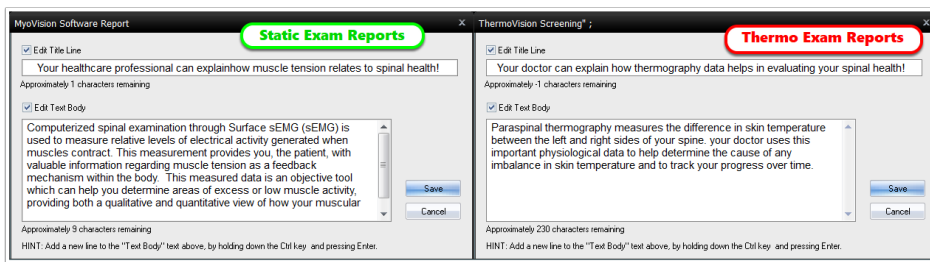 MyoVision Software Report
X
Static Exam Reports
Edit Title Line
Your healthcare professional can explainhow muscle tension relates to spinal health!
Approximately 1 characters remaining
Edit Text Body
Computerized spinal examination through Surface sEMG (sEMG) is
used to measure relative levels of electrical activity generated when
muscles contract. This measurement provides you, the patient, with
valuable information regarding muscle tension as a feedback
mechanism within the body.  This measured data is an objective tool
which can help you determine areas of excess or low muscle activity,
providing both a qualitative and quantitative view of how your muscular
Save
Cancel
Approximately 9 characters remaining
HINT: Add a new line to the "Text Body" text above, by holding down the Ctrl key  and pressing Enter.
ThermoVision Screening" ;
X
Thermo Exam Reports
Edit Title Line
Your doctor can explain how thermography data helps in evaluating your spinal health!
Approximately -1 characters remaining
Edit Text Body
Paraspinal thermography measures the difference in skin temperature
between the left and right sides of your spine. your doctor uses this
important physiological data to help determine the cause of any
imbalance in skin temperature and to track your progress over time.
Save
Cancel
Approximately 230 characters remaining
HINT: Add a new line to the "Text Body" text above, by holding down the Ctrl key  and pressing Enter.